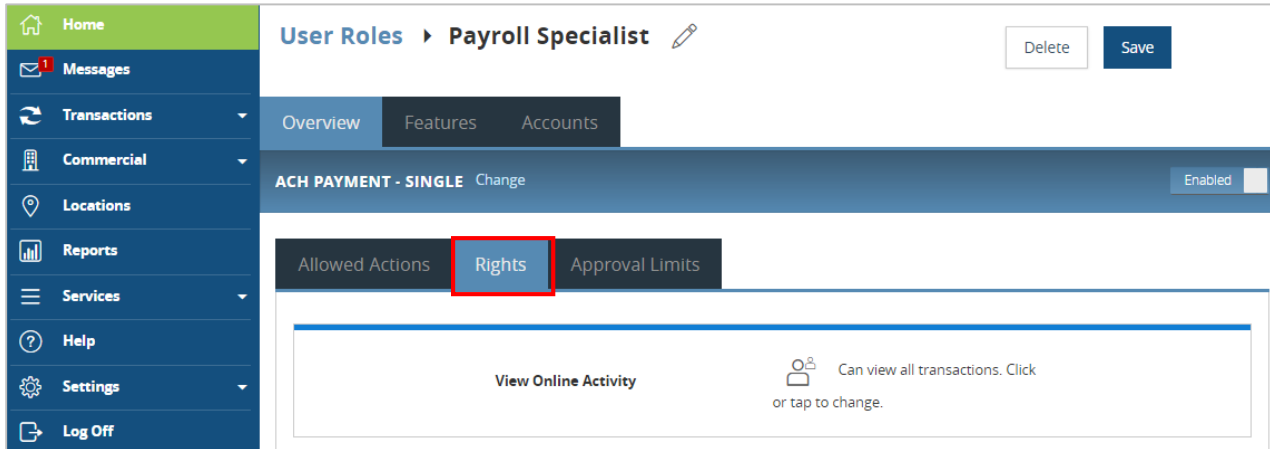 Home
User Roles ▸ Payroll Specialist
Delete
Save
1
Messages
Transactions
Overview Features Accounts
Commercial
ACH PAYMENT - SINGLE Change
Enabled
Locations
Reports
Allowed Actions Rights Approval Limits
Services
Help
View Online Activity
Can view all transactions. Click
or tap to change.
Settings
Log Off